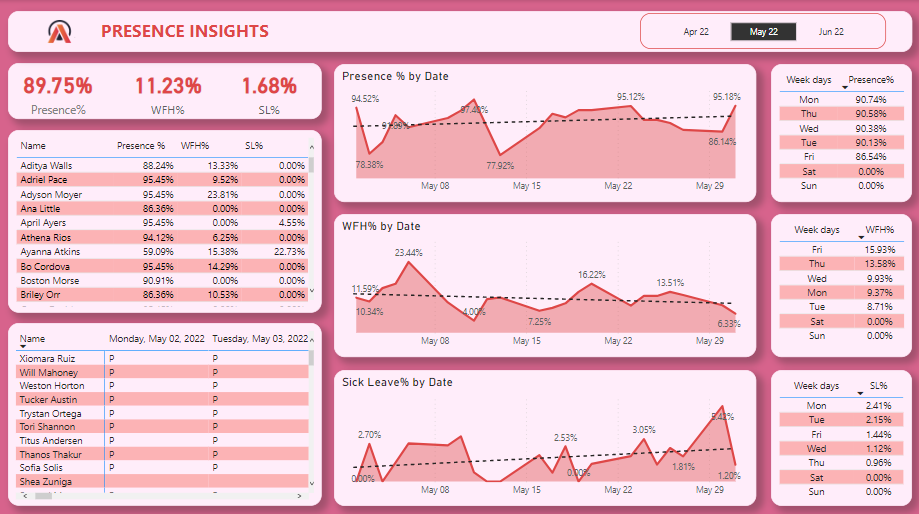 PRESENCE INSIGHTS
Apr 22 May 22 Jun 22
89.75% 11.23% 1.68%
Presence% WFH% SL%
Name Presence % WFH% SL%
Aditya Walls 88.24% 13.33% 0.00%
Adriel Pace 95.45% 9.52% 0.00%
Adyson Moyer 95.45% 23.81% 0.00%
Ana Little 86.36% 0.00% 0.00%
April Ayers 95.45% 0.00% 4.55%
Athena Rios 94.12% 6.25% 0.00%
Ayanna Atkins 59.09% 15.38% 22.73%
Bo Cordova 95.45% 14.29% 0.00%
Boston Morse 90.91% 0.00% 0.00%
Briley Orr 86.36% 10.53% 0.00%
Name Monday, May 02, 2022 Tuesday, May 03, 2022
Xiomara Ruiz P P
Will Mahoney P P
Weston Horton P P
Tucker Austin P P
Trystan Ortega P P
Tori Shannon P P
Titus Andersen P P
Thanos Thakur P P
Sofia Solis P P
Shea Zuniga
Presence % by Date
94.52% 97.40% 95.12% 95.18%
78.38% 77.92% 86.14%
May 08 May 15 May 22 May 29
WFH% by Date
23.44%
11.59% 16.22% 13.51%
10.34% 4.00% 7.25% 6.33%
May 08 May 15 May 22 May 29
Sick Leave% by Date
2.70% 2.53% 3.05% 5.42%
0.00% 0.00% 1.81% 1.20%
May 08 May 15 May 22 May 29
Week days Presence%
Mon 90.74%
Thu 90.58%
Wed 90.38%
Tue 90.13%
Fri 86.54%
Sat 0.00%
Sun 0.00%
Week days WFH%
Fri 15.93%
Thu 13.58%
Wed 9.93%
Mon 9.37%
Tue 8.71%
Sat 0.00%
Sun 0.00%
Week days SL%
Mon 2.41%
Tue 2.15%
Fri 1.44%
Wed 1.12%
Thu 0.96%
Sat 0.00%
Sun 0.00%